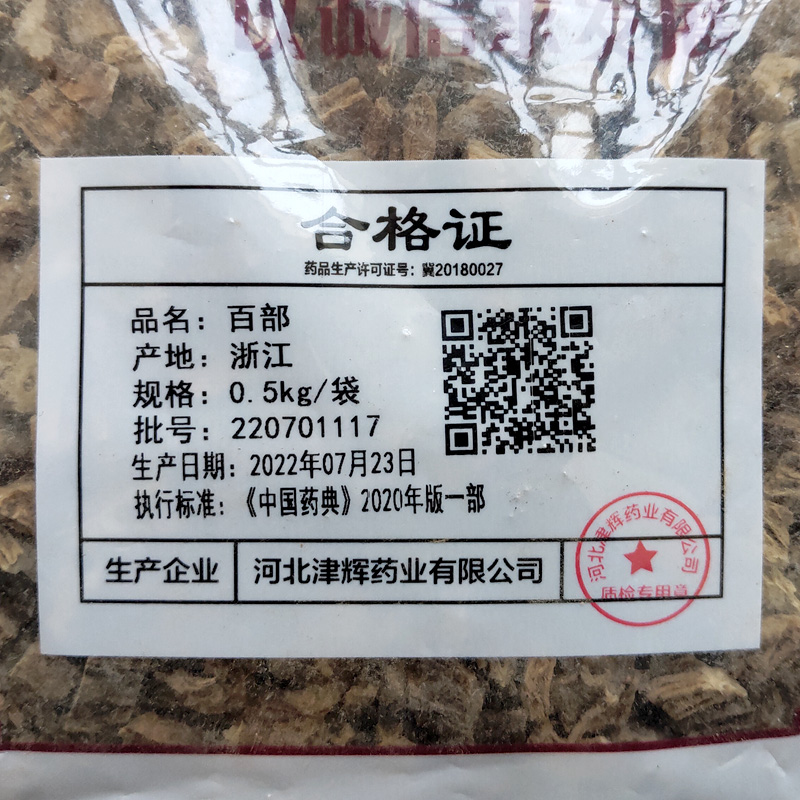 合格证
药品生产许可证号：冀20180027
品名：百部
产地：浙江
规格：0.5kg/袋
批号：220701117
生产日期：2022年07月23日
执行标准：《中国药典》2020年版一部
生产企业 河北津辉药业有限公司
河北津辉药业有限公司
质检专用章